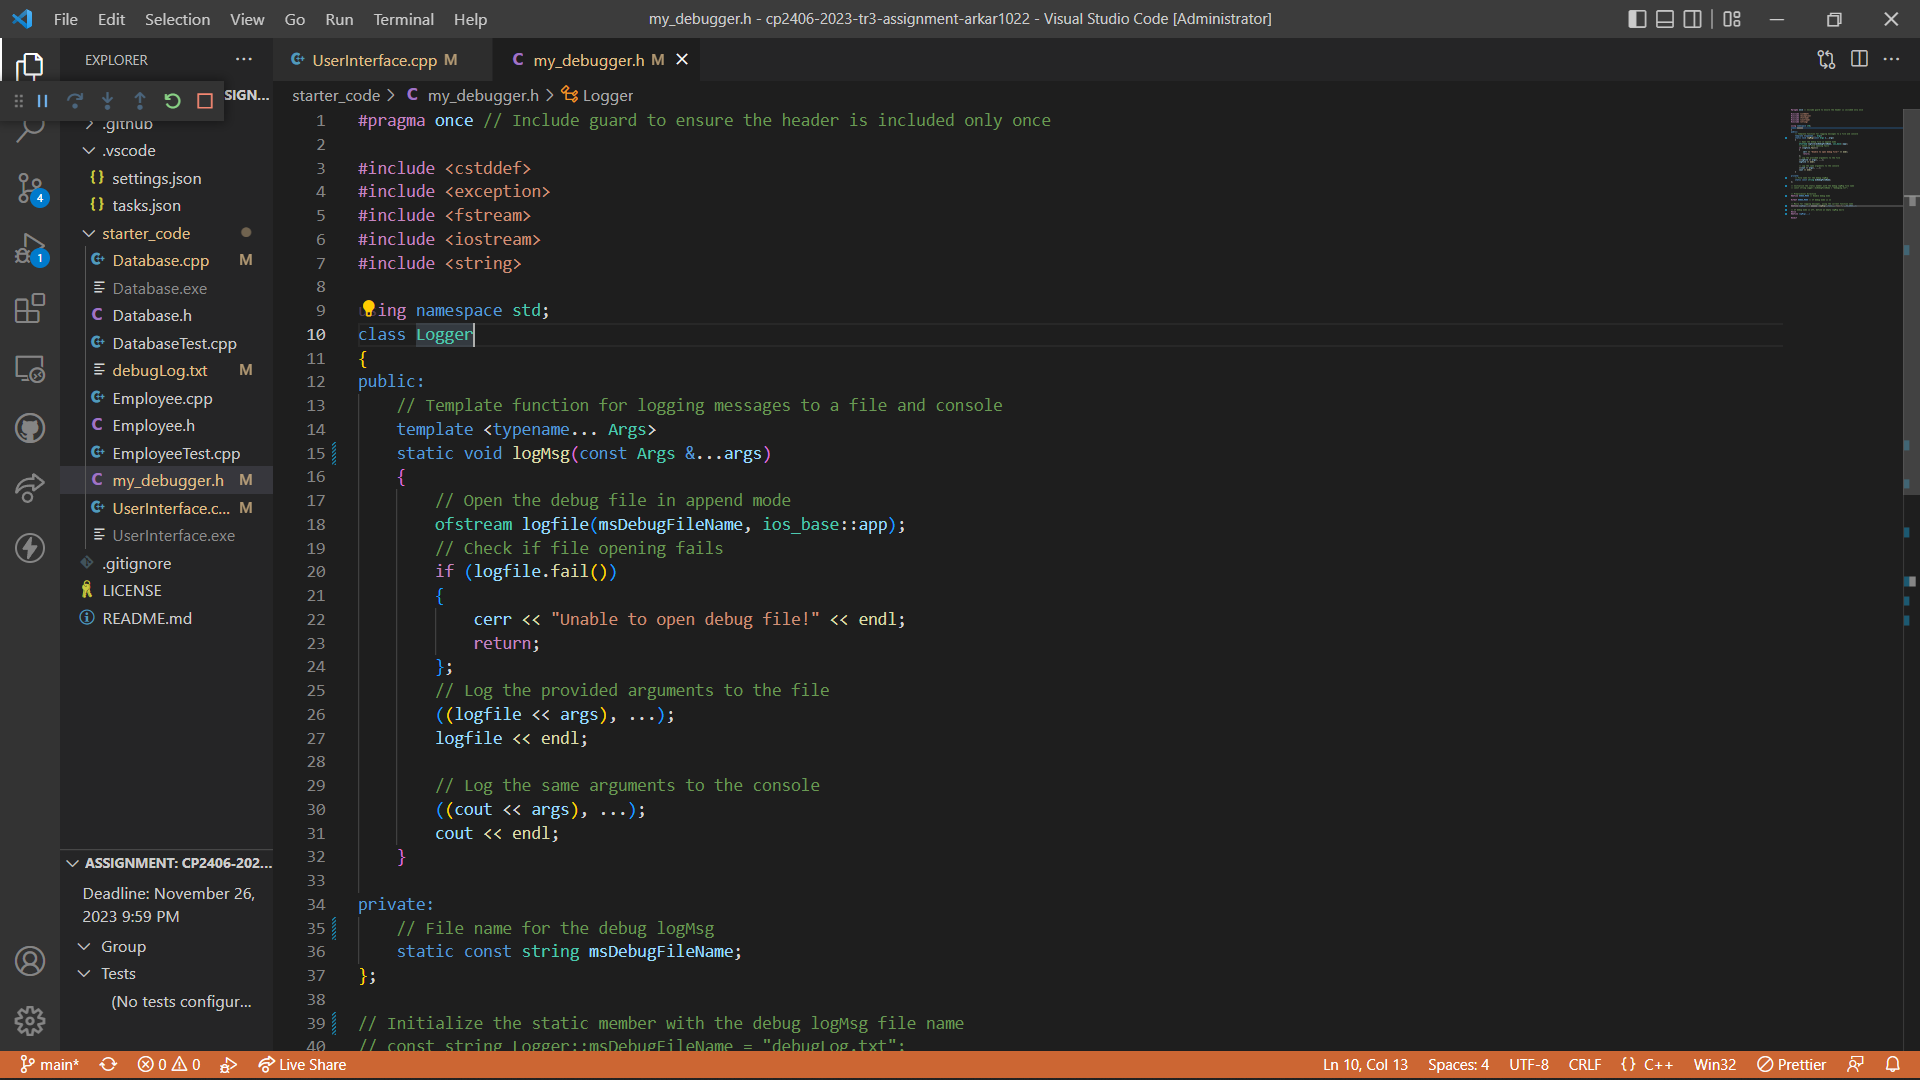 File Edit Selection View Go Run Terminal Help
my_debugger.h - cp2406-2023-tr3-assignment-arkar1022 - Visual Studio Code [Administrator]
EXPLORER
SIGN...
.github
.vscode
settings.json
tasks.json
starter_code
Database.cpp M
Database.exe
Database.h
DatabaseTest.cpp
debugLog.txt M
Employee.cpp
Employee.h
EmployeeTest.cpp
my_debugger.h M
UserInterface.c... M
UserInterface.exe
.gitignore
LICENSE
README.md
4
1
ASSIGNMENT: CP2406-202...
Deadline: November 26,
2023 9:59 PM
Group
Tests
(No tests configur...
UserInterface.cpp M
my_debugger.h M
starter_code > my_debugger.h > Logger
1 #pragma once // Include guard to ensure the header is included only once
2
3 #include <cstddef>
4 #include <exception>
5 #include <fstream>
6 #include <iostream>
7 #include <string>
8
9 ing namespace std;
10 class Logger
11 {
12 public:
13 // Template function for logging messages to a file and console
14 template <typename... Args>
15 static void logMsg(const Args &...args)
16 {
17 // Open the debug file in append mode
18 ofstream logfile(msDebugFileName, ios_base::app);
19 // Check if file opening fails
20 if (logfile.fail())
21 {
22 cerr << "Unable to open debug file!" << endl;
23 return;
24 };
25 // Log the provided arguments to the file
26 ((logfile << args), ...);
27 logfile << endl;
28
29 // Log the same arguments to the console
30 ((cout << args), ...);
31 cout << endl;
32 }
33
34 private:
35 // File name for the debug logMsg
36 static const string msDebugFileName;
37 };
38
39 // Initialize the static member with the debug logMsg file name
40 // const string Logger::msDebugFileName = "debugLog.txt";
main* 0 0 Live Share
Ln 10, Col 13 Spaces: 4 UTF-8 CRLF {} C++ Win32 Prettier